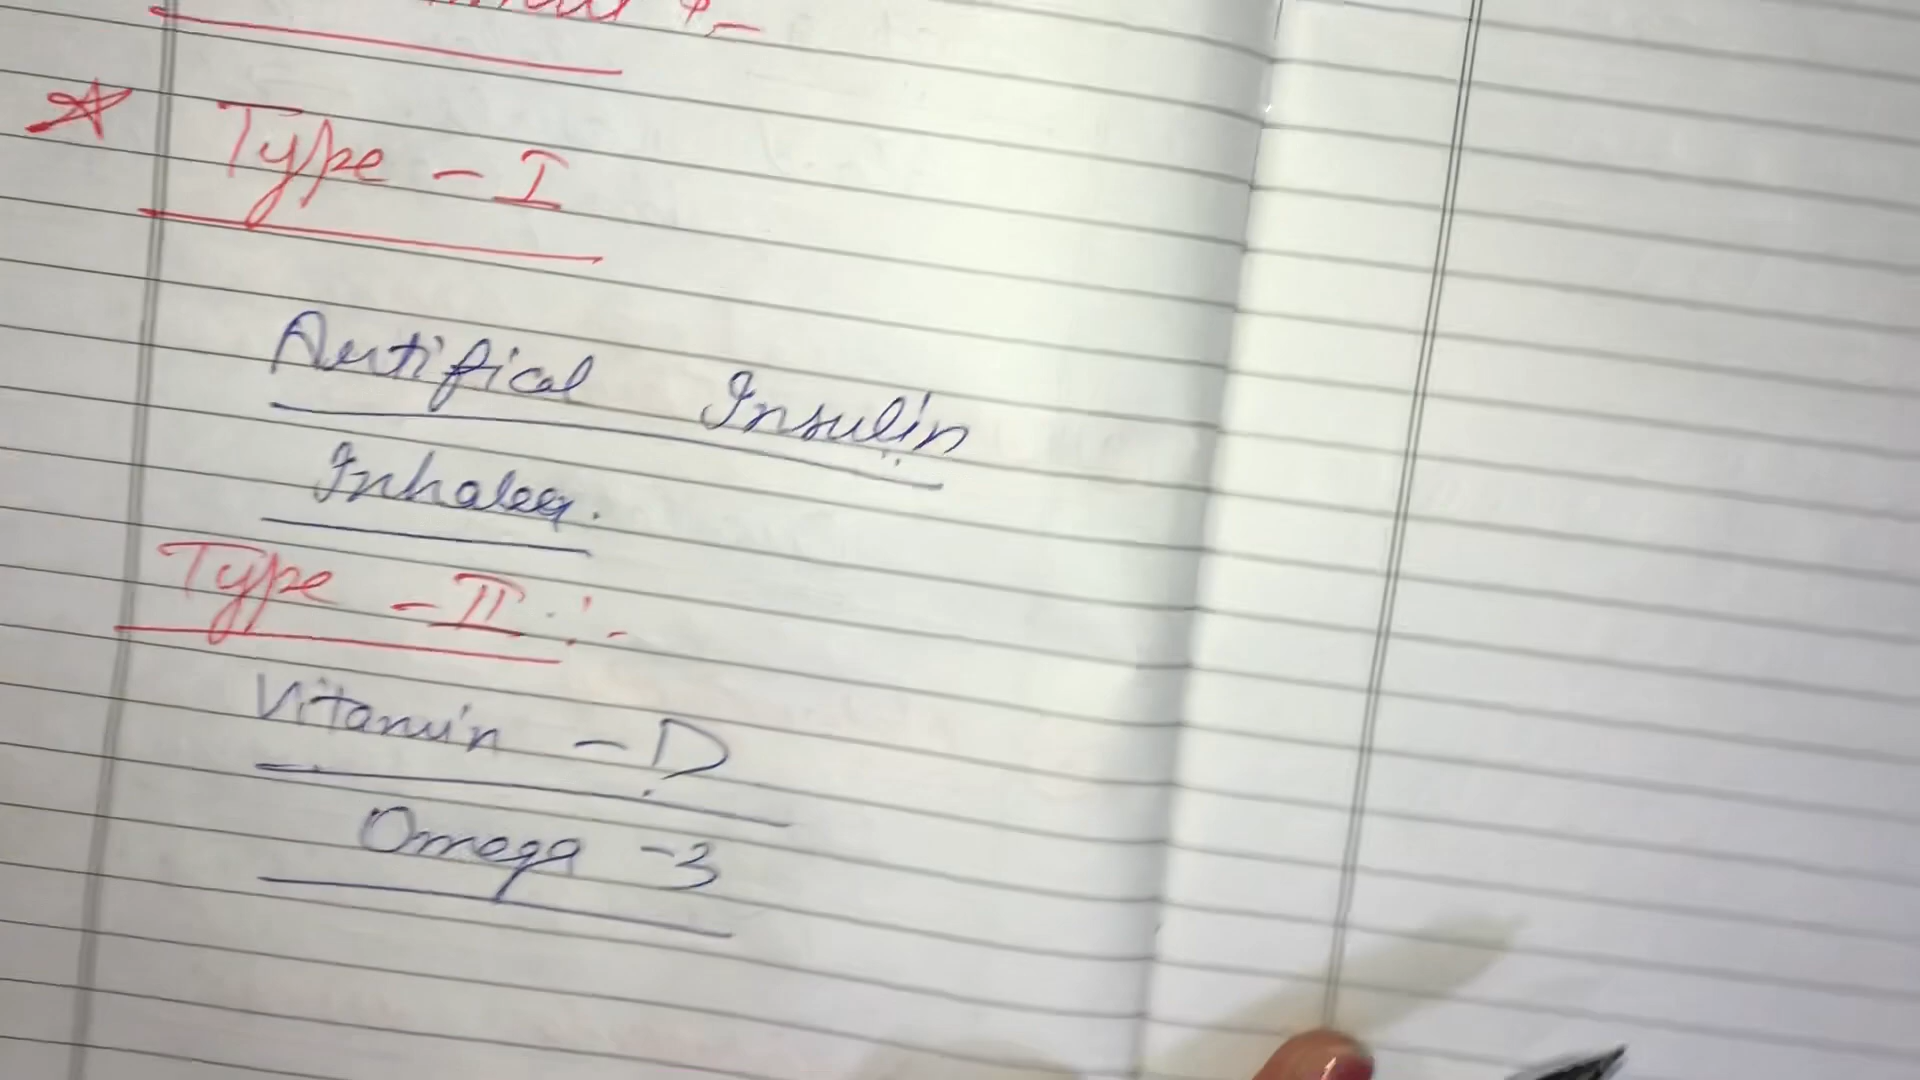 Type - I
Artifical Insulin
Inhaler.
Type - II :-
Vitamin - D
Omega -3